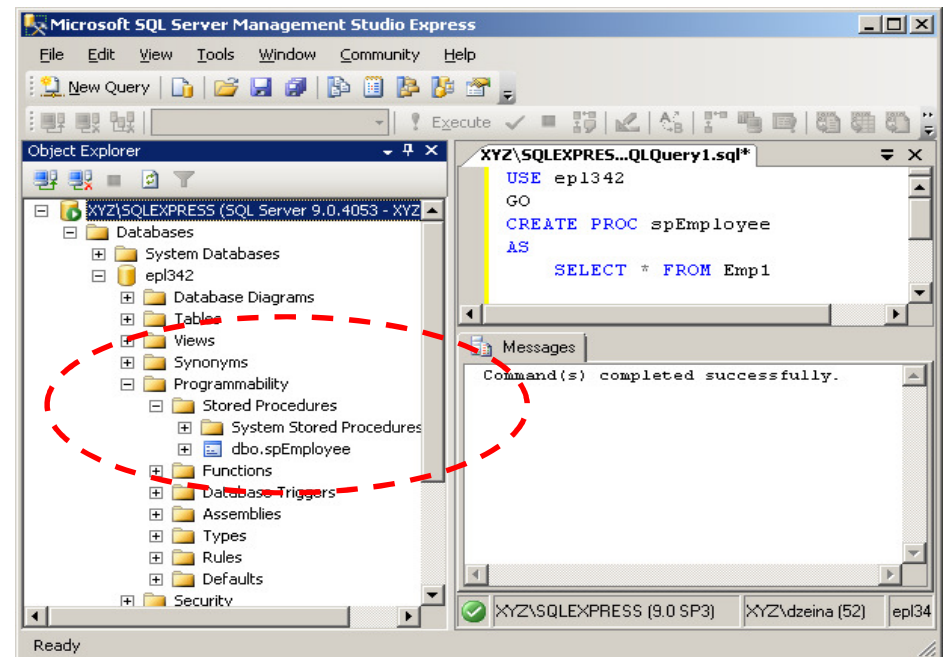 Microsoft SQL Server Management Studio Express
File Edit View Tools Window Community Help
New Query
Execute
Object Explorer
XYZ\SQLEXPRESS (SQL Server 9.0.4053 - XYZ
Databases
System Databases
epl342
Database Diagrams
Tables
Views
Synonyms
Programmability
Stored Procedures
System Stored Procedures
dbo.spEmployee
Functions
Database Triggers
Assemblies
Types
Rules
Defaults
Security
XYZ\SQLEXPRES...QLQuery1.sql*
USE epl342
GO
CREATE PROC spEmployee
AS
SELECT * FROM Emp1
Messages
Command(s) completed successfully.
XYZ\SQLEXPRESS (9.0 SP3) XYZ\dzeina (52) epl34
Ready